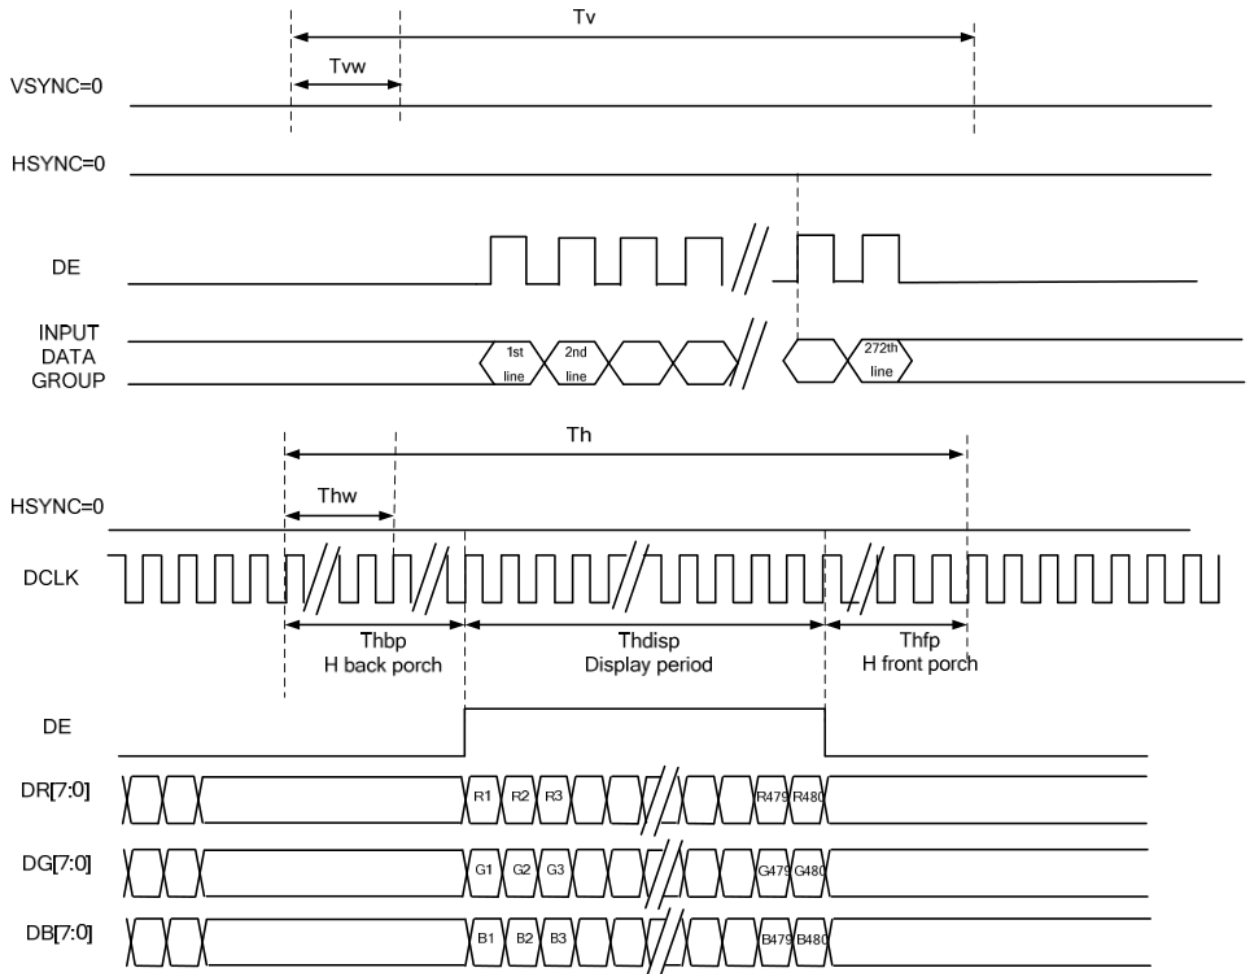 Tv
Tvw
VSYNC=0
HSYNC=0
DE
INPUT
DATA
GROUP
1st
line
2nd
line
272th
line
Th
Thw
HSYNC=0
DCLK
Thbp
H back porch
Thdisp
Display period
Thfp
H front porch
DE
DR[7:0]
R1 R2 R3 R479 R480
DG[7:0]
G1 G2 G3 G479 G480
DB[7:0]
B1 B2 B3 B479 B480